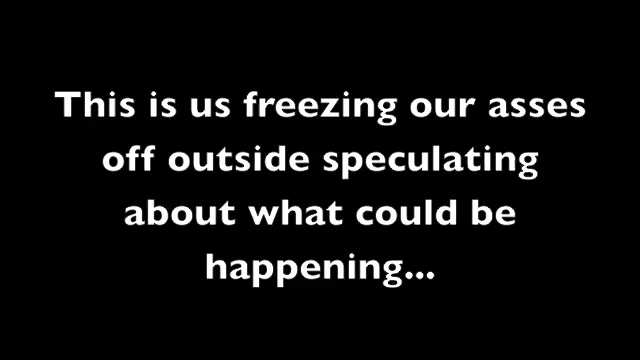 This is us freezing our asses
off outside speculating
about what could be
happening...